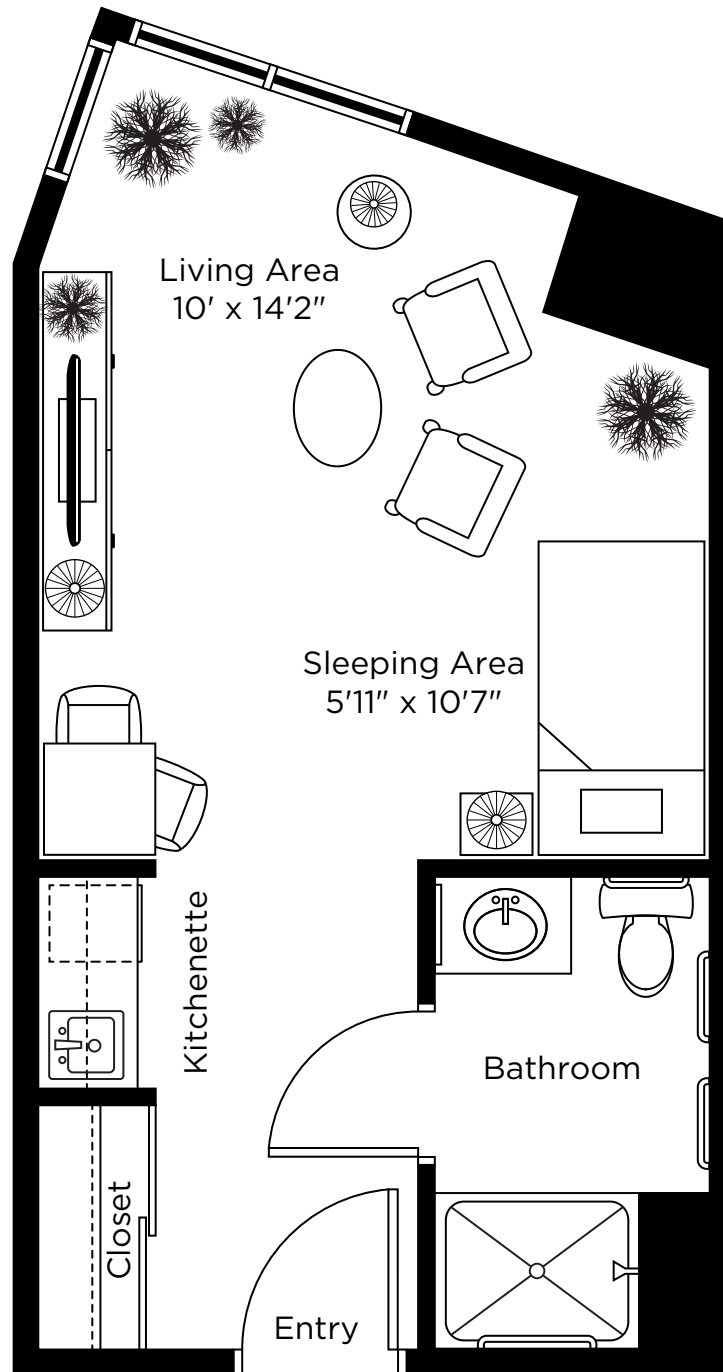 Living Area
10' x 14'2"
Sleeping Area
5'11" x 10'7"
Kitchenette
Bathroom
Closet
Entry